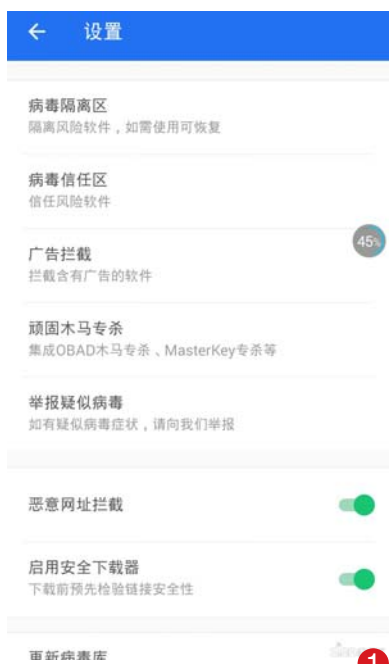 设置
病毒隔离区
隔离风险软件，如需使用可恢复
病毒信任区
信任风险软件
广告拦截
45%
拦截含有广告的软件
顽固木马专杀
集成OBAD木马专杀、MasterKey专杀等
举报疑似病毒
如有疑似病毒症状，请向我们举报
恶意网址拦截
启用安全下载器
下载前预先检验链接安全性
更新病毒库
1